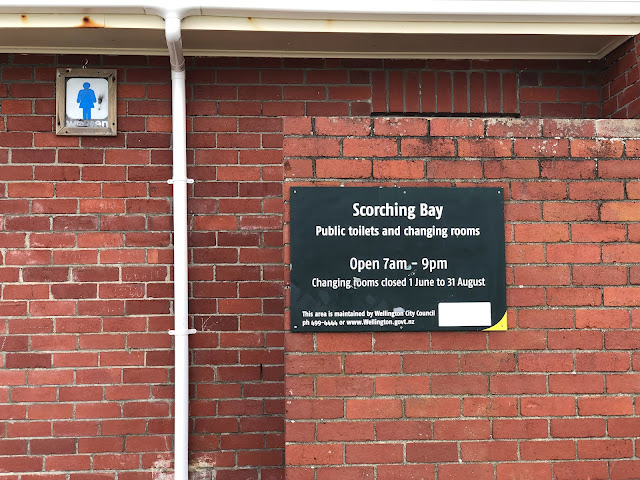 Women
Scorching Bay
Public toilets and changing rooms
Open 7am - 9pm
Changing rooms closed 1 June to 31 August
This area is maintained by Wellington City Council
ph 499-4444 or www.Wellington.govt.nz